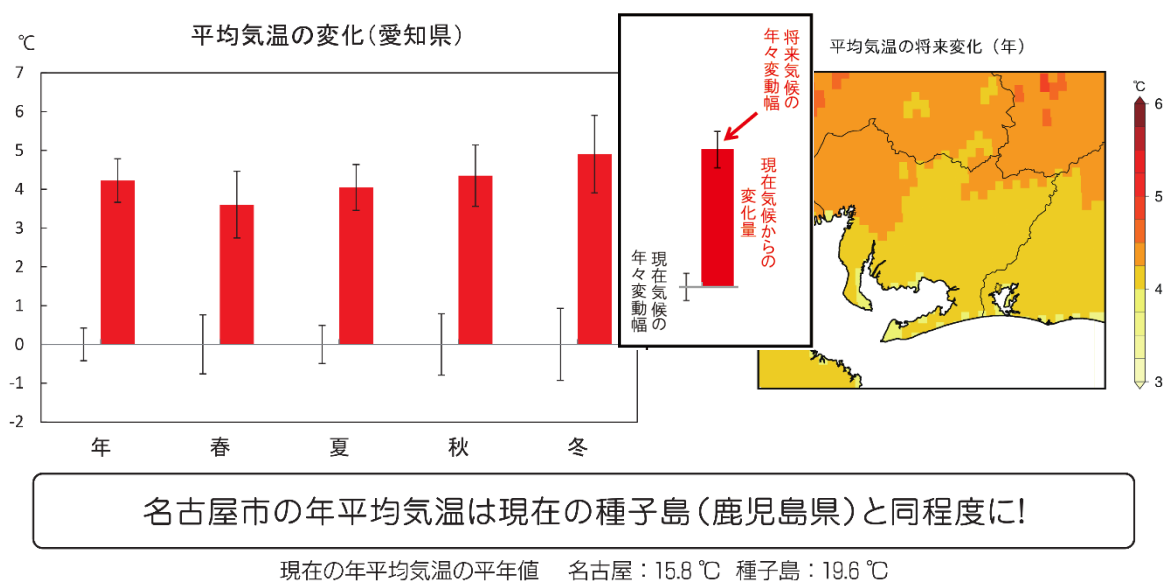 平均気温の変化(愛知県)
℃
7
6
5
4
3
2
1
0
-1
-2
年
春
夏
秋
冬
将来気候の
年々変動幅
現在気候からの
変化量
現在気候の
年々変動幅
平均気温の将来変化（年）
℃
6
5
4
3
名古屋市の年平均気温は現在の種子島(鹿児島県)と同程度に!
現在の年平均気温の平年値 名古屋：15.8 ℃ 種子島：19.6 ℃